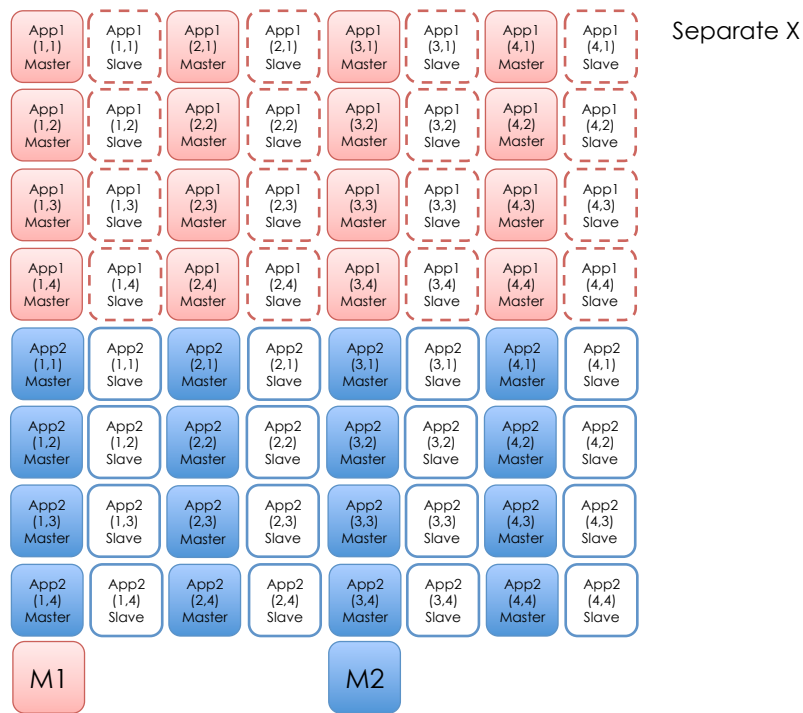 Separate X
App1 App1 App1 App1 App1 App1 App1 App1
(1,1) (1,1) (2,1) (2,1) (3,1) (3,1) (4,1) (4,1)
Master Slave Master Slave Master Slave Master Slave
App1 App1 App1 App1 App1 App1 App1 App1
(1,2) (1,2) (2,2) (2,2) (3,2) (3,2) (4,2) (4,2)
Master Slave Master Slave Master Slave Master Slave
App1 App1 App1 App1 App1 App1 App1 App1
(1,3) (1,3) (2,3) (2,3) (3,3) (3,3) (4,3) (4,3)
Master Slave Master Slave Master Slave Master Slave
App1 App1 App1 App1 App1 App1 App1 App1
(1,4) (1,4) (2,4) (2,4) (3,4) (3,4) (4,4) (4,4)
Master Slave Master Slave Master Slave Master Slave
App2 App2 App2 App2 App2 App2 App2 App2
(1,1) (1,1) (2,1) (2,1) (3,1) (3,1) (4,1) (4,1)
Master Slave Master Slave Master Slave Master Slave
App2 App2 App2 App2 App2 App2 App2 App2
(1,2) (1,2) (2,2) (2,2) (3,2) (3,2) (4,2) (4,2)
Master Slave Master Slave Master Slave Master Slave
App2 App2 App2 App2 App2 App2 App2 App2
(1,3) (1,3) (2,3) (2,3) (3,3) (3,3) (4,3) (4,3)
Master Slave Master Slave Master Slave Master Slave
App2 App2 App2 App2 App2 App2 App2 App2
(1,4) (1,4) (2,4) (2,4) (3,4) (3,4) (4,4) (4,4)
Master Slave Master Slave Master Slave Master Slave
M1 M2